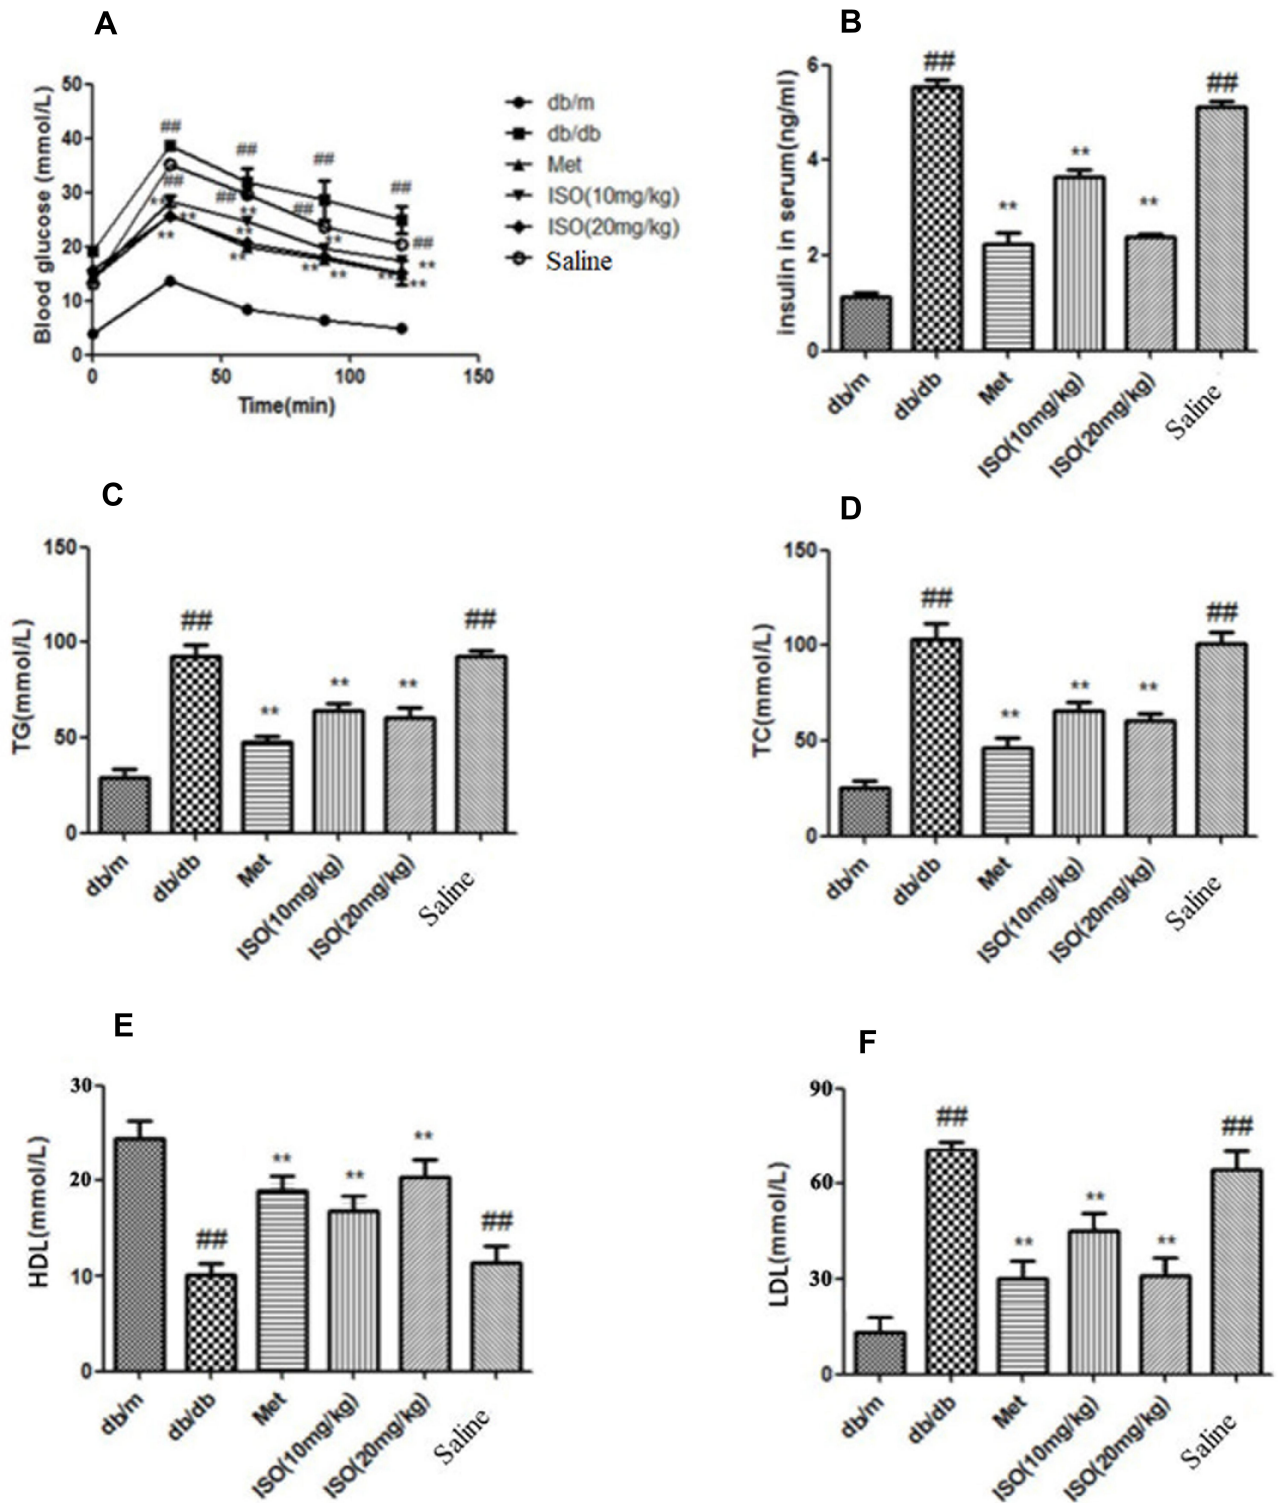 A
Blood glucose (mmol/L)
50
40
30
20
10
0
0 50 100 150
Time(min)
##
##
##
##
##
##
##
##
**
**
**
**
**
**
**
**
**
**
**
**
db/m
db/db
Met
ISO(10mg/kg)
ISO(20mg/kg)
Saline
B
insulin in serum(ng/ml)
6
4
2
0
##
**
**
**
##
db/m
db/db
Met
ISO(10mg/kg)
ISO(20mg/kg)
Saline
C
TG(mmol/L)
150
100
50
0
##
**
**
**
##
db/m
db/db
Met
ISO(10mg/kg)
ISO(20mg/kg)
Saline
D
TC(mmol/L)
150
100
50
0
##
**
**
**
##
db/m
db/db
Met
ISO(10mg/kg)
ISO(20mg/kg)
Saline
E
HDL(mmol/L)
30
20
10
0
##
**
**
**
##
db/m
db/db
Met
ISO(10mg/kg)
ISO(20mg/kg)
Saline
F
LDL(mmol/L)
90
60
30
0
##
**
**
**
##
db/m
db/db
Met
ISO(10mg/kg)
ISO(20mg/kg)
Saline